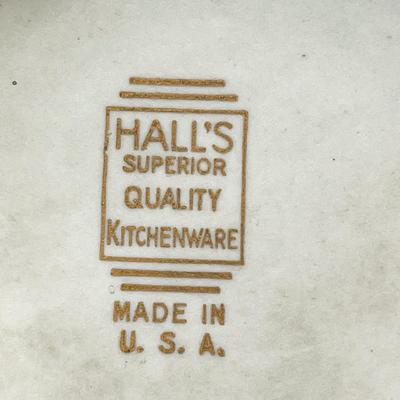 HALL'S
SUPERIOR
QUALITY
KITCHENWARE
MADE IN
U. S. A.